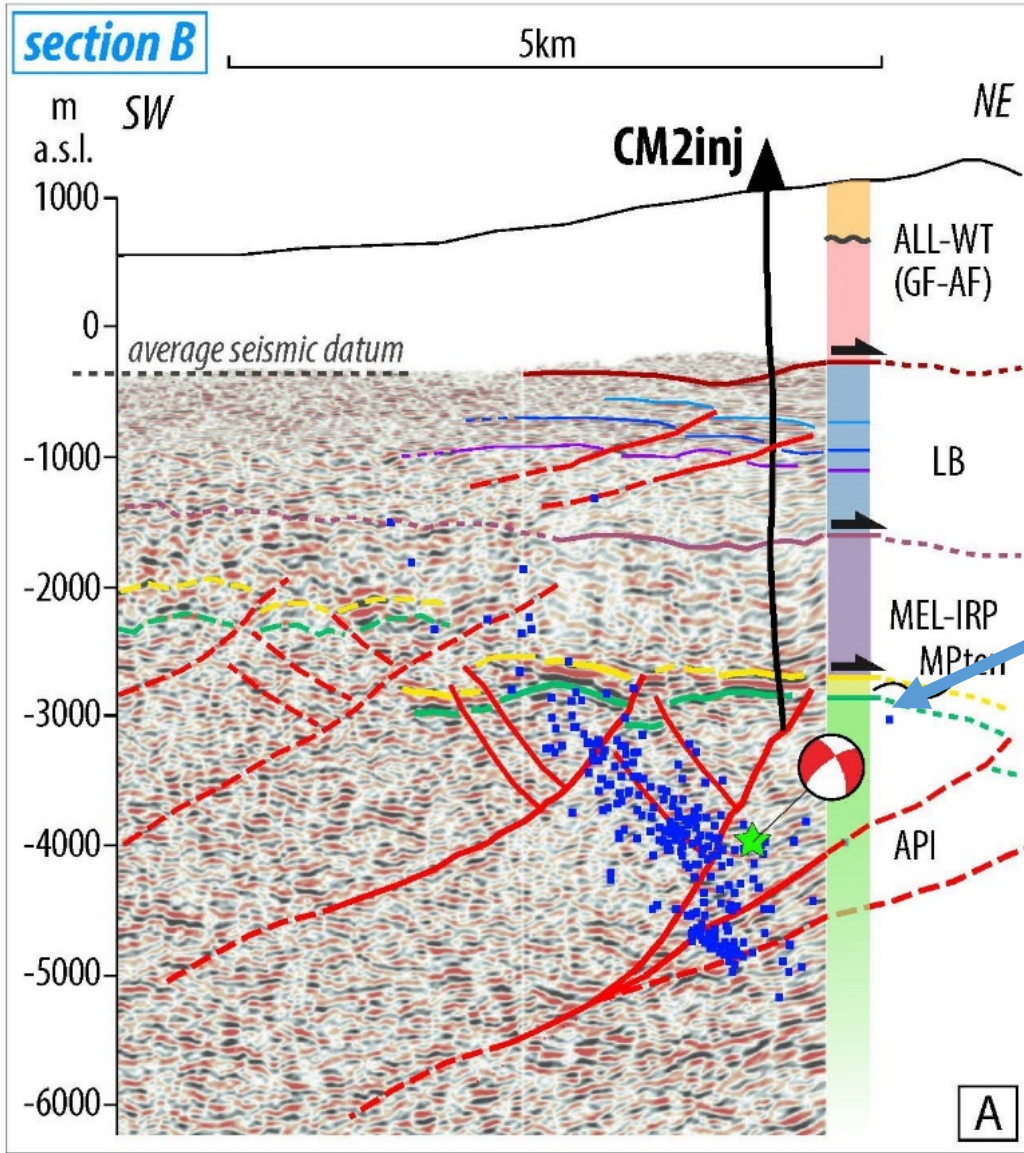 section B
5km
m
a.s.l.
SW
NE
CM2inj
1000
ALL-WT
(GF-AF)
0
average seismic datum
-1000
LB
-2000
MEL-IRP
MPten
-3000
-4000
API
-5000
-6000
A